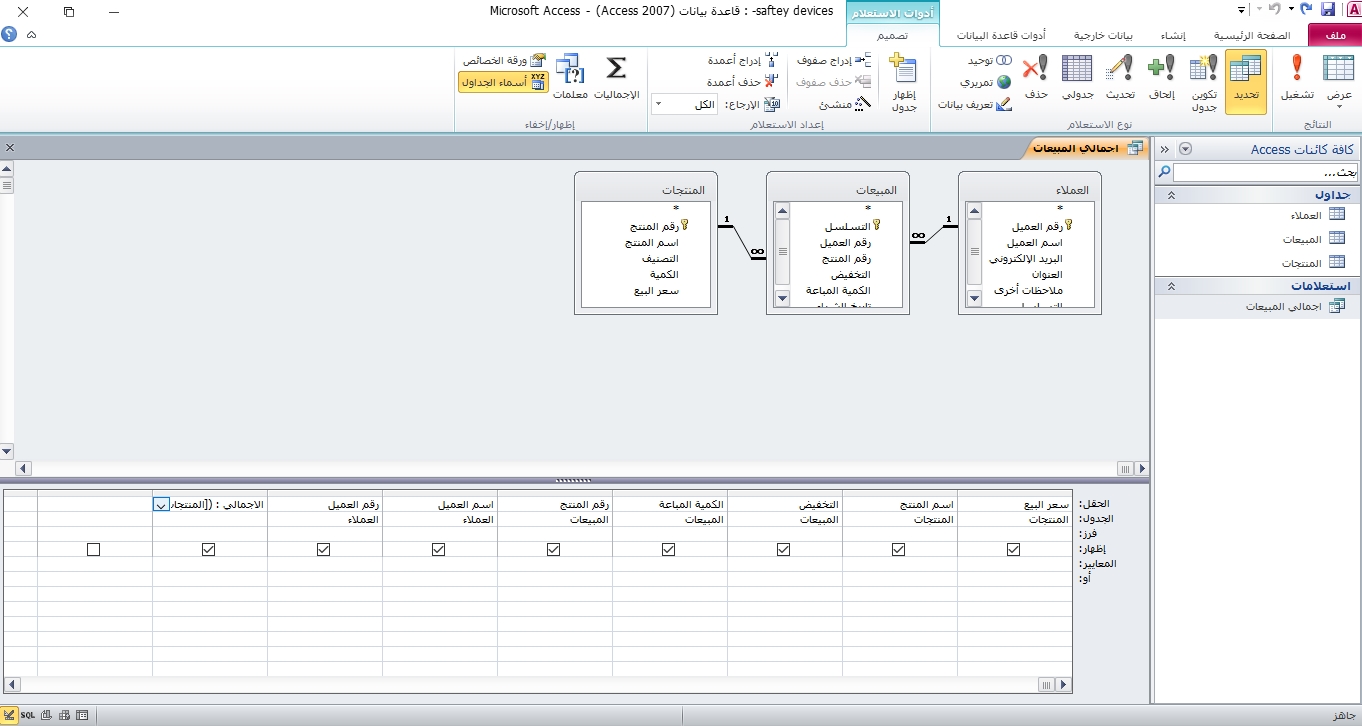 saftey devices- : قاعدة بيانات (Access 2007) - Microsoft Access
أدوات الاستعلام
ملف
الصفحة الرئيسية
إنشاء
بيانات خارجية
أدوات قاعدة البيانات
تصميم
عرض
تشغيل
النتائج
تحديد
تكوين جدول
إلحاق
تحديث
جدولي
حذف
توحيد
تمريري
تعريف بيانات
نوع الاستعلام
إظهار جدول
إدراج صفوف
حذف صفوف
منشئ
إدراج أعمدة
حذف أعمدة
الإرجاع: الكل
إعداد الاستعلام
الإجماليات
معلمات
ورقة الخصائص
أسماء الجداول
إظهار/إخفاء
كافة كائنات Access
بحث...
جداول
العملاء
المبيعات
المنتجات
استعلامات
اجمالي المبيعات
اجمالي المبيعات
العملاء
*
رقم العميل
اسم العميل
البريد الإلكتروني
العنوان
ملاحظات أخرى
المبيعات
*
التسلسل
رقم العميل
رقم المنتج
التخفيض
الكمية المباعة
المنتجات
*
رقم المنتج
اسم المنتج
التصنيف
الكمية
سعر البيع
1
∞
1
∞
الحقل: سعر البيع اسم المنتج التخفيض الكمية المباعة رقم المنتج اسم العميل رقم العميل الاجمالي : ([المنتجات
الجدول: المنتجات المنتجات المبيعات المبيعات المبيعات العملاء العملاء
فرز:
إظهار:
المعايير:
أو:
جاهز
SQL